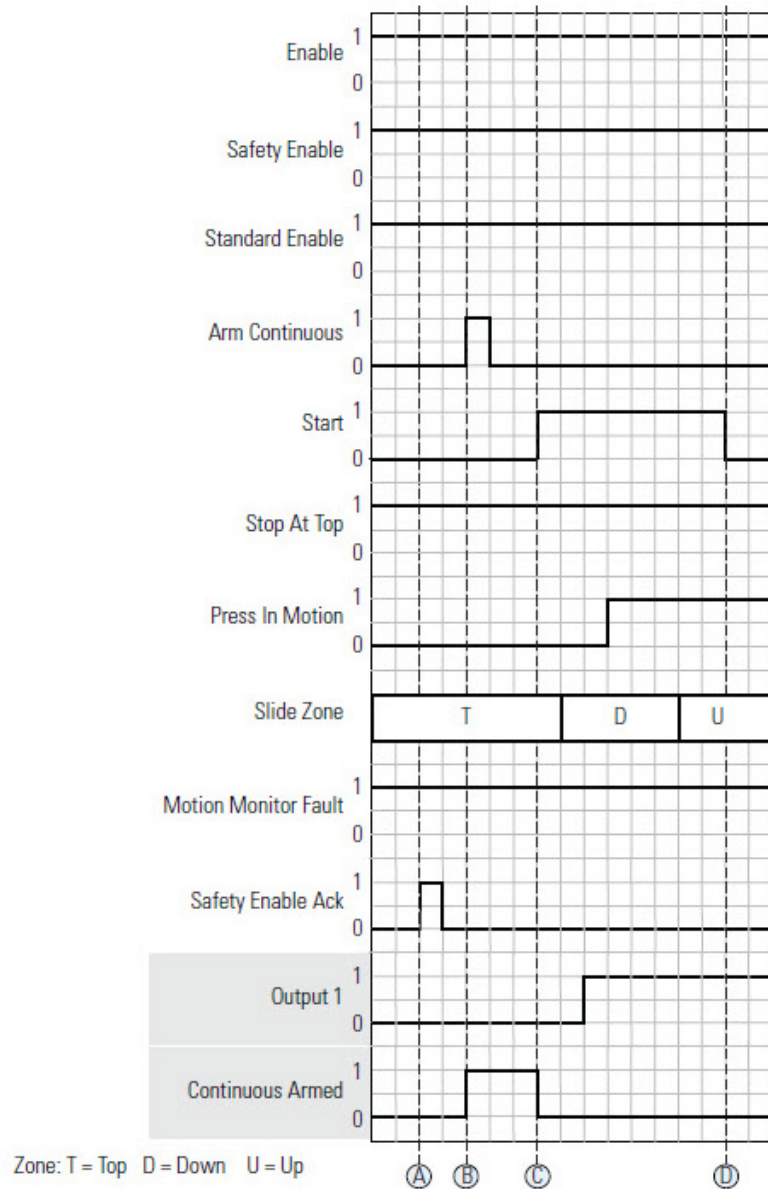 1
Enable
0
1
Safety Enable
0
1
Standard Enable
0
1
Arm Continuous
0
Start 1
0
1
Stop At Top
0
1
Press In Motion
0
Slide Zone T D U
1
Motion Monitor Fault
0
1
Safety Enable Ack
0
1
Output 1
0
1
Continuous Armed
0
Zone: T = Top D = Down U = Up
A B C D